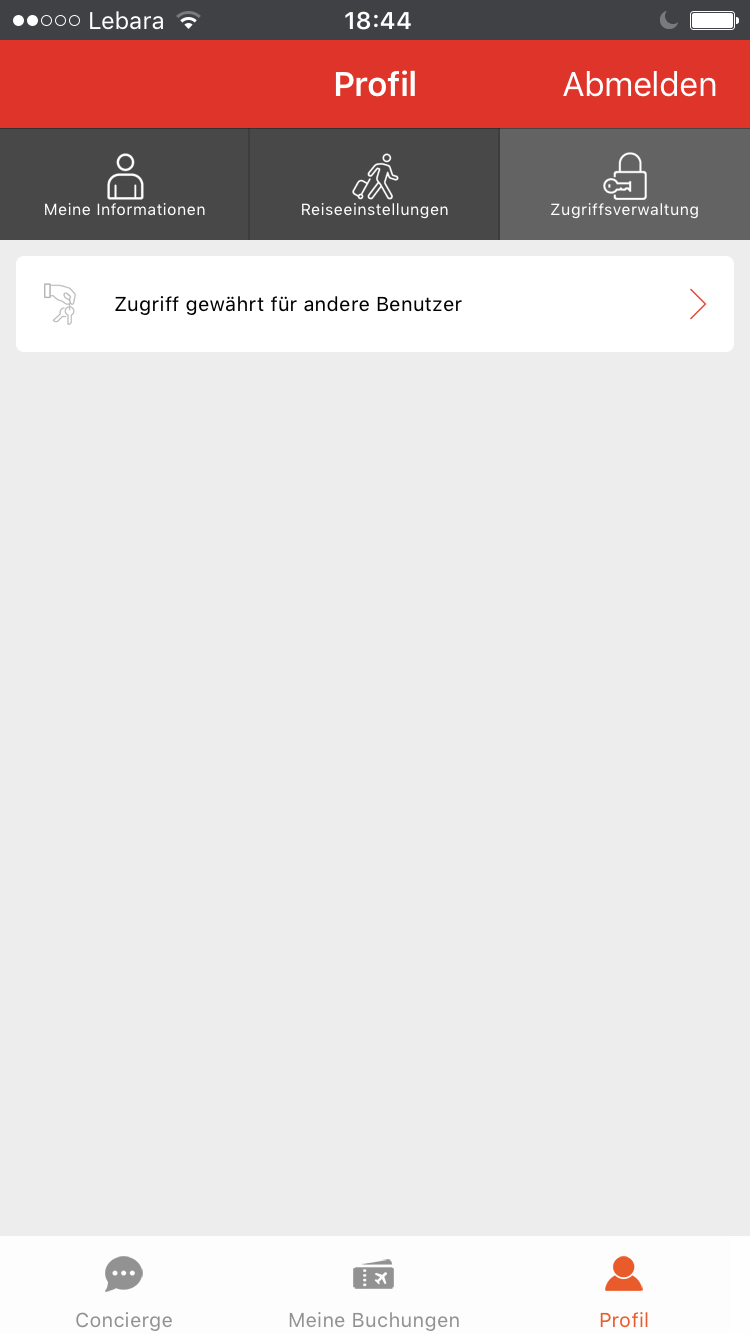 Lebara 18:44
Profil Abmelden
Meine Informationen Reiseeinstellungen Zugriffsverwaltung
Zugriff gewährt für andere Benutzer
Concierge Meine Buchungen Profil